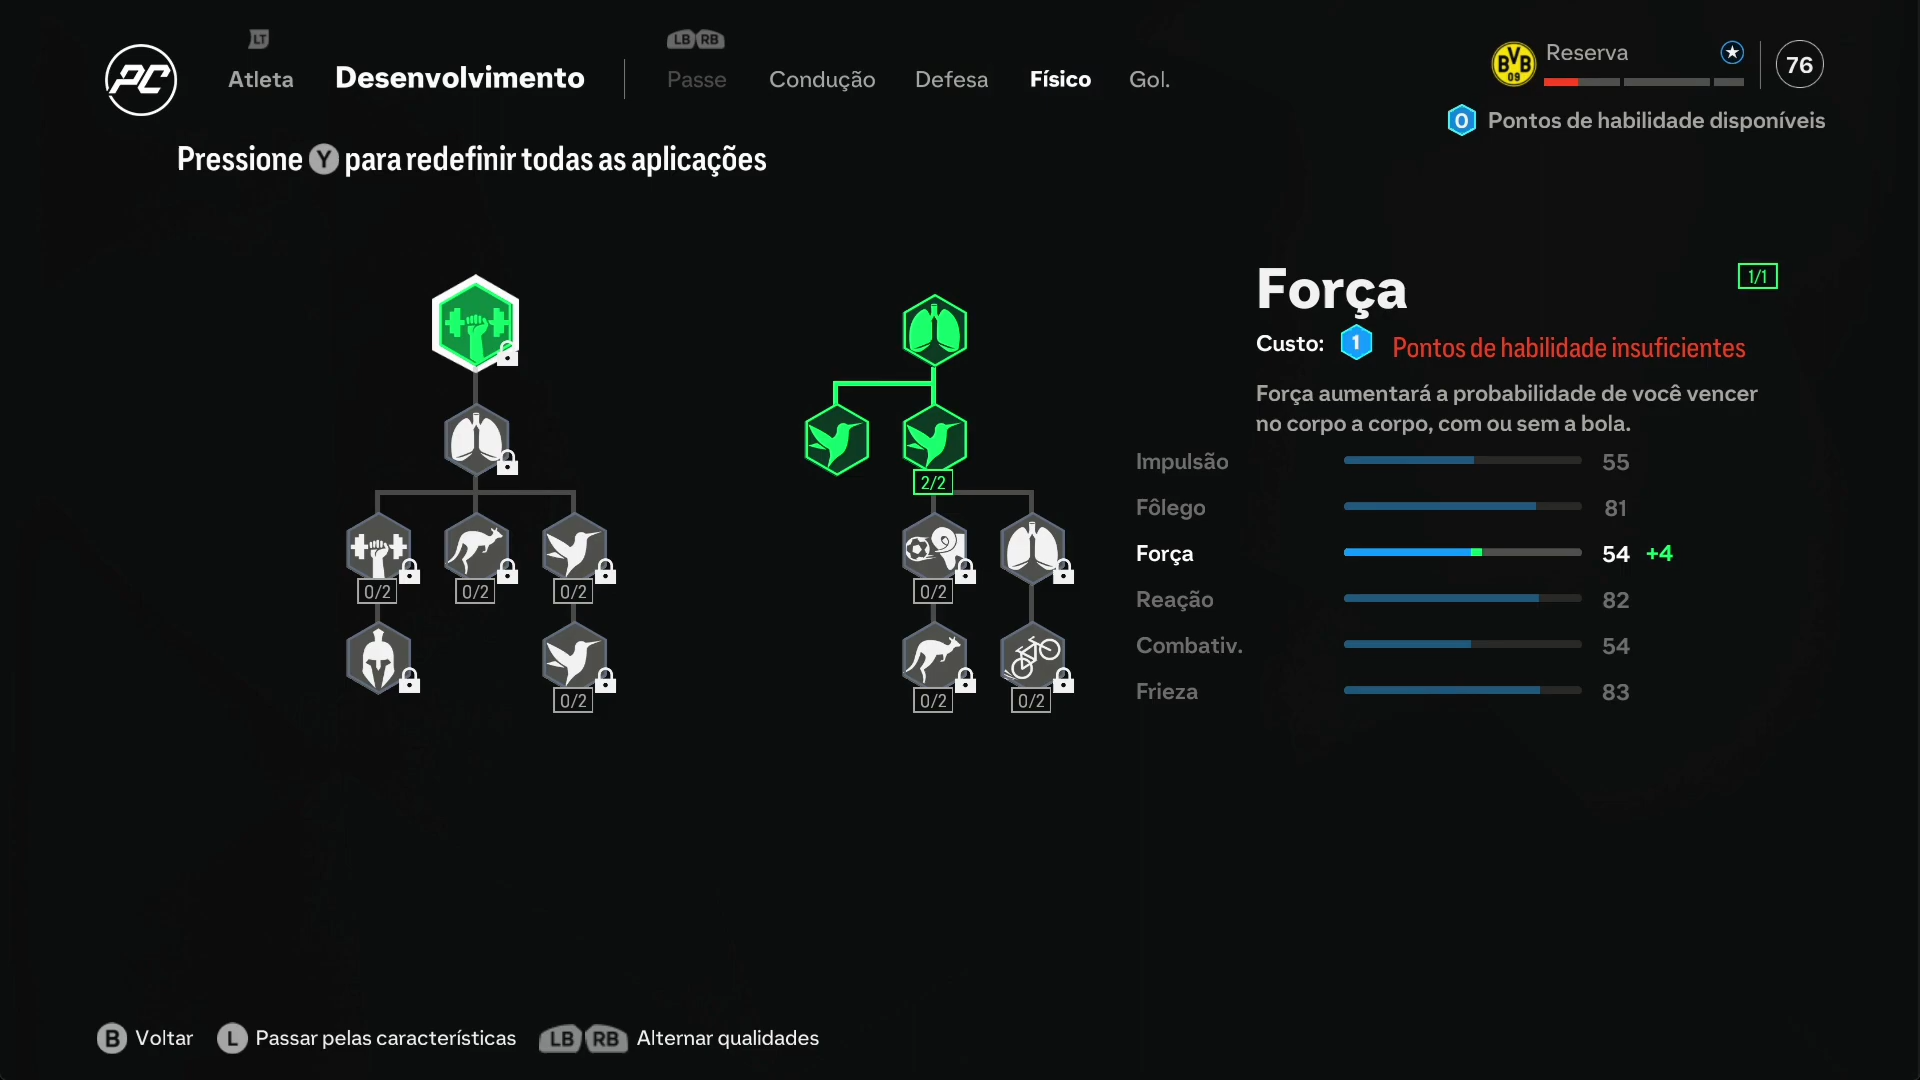 LT
LB RB
PC
Atleta
Desenvolvimento
Passe
Condução
Defesa
Físico
Gol.
BVB
09
Reserva
76
0 Pontos de habilidade disponíveis
Pressione Y para redefinir todas as aplicações
Força
1/1
Custo: 1 Pontos de habilidade insuficientes
Força aumentará a probabilidade de você vencer
no corpo a corpo, com ou sem a bola.
Impulsão 55
Fôlego 81
Força 54 +4
Reação 82
Combativ. 54
Frieza 83
2/2
0/2 0/2 0/2 0/2
0/2 0/2 0/2
B Voltar L Passar pelas características LB RB Alternar qualidades